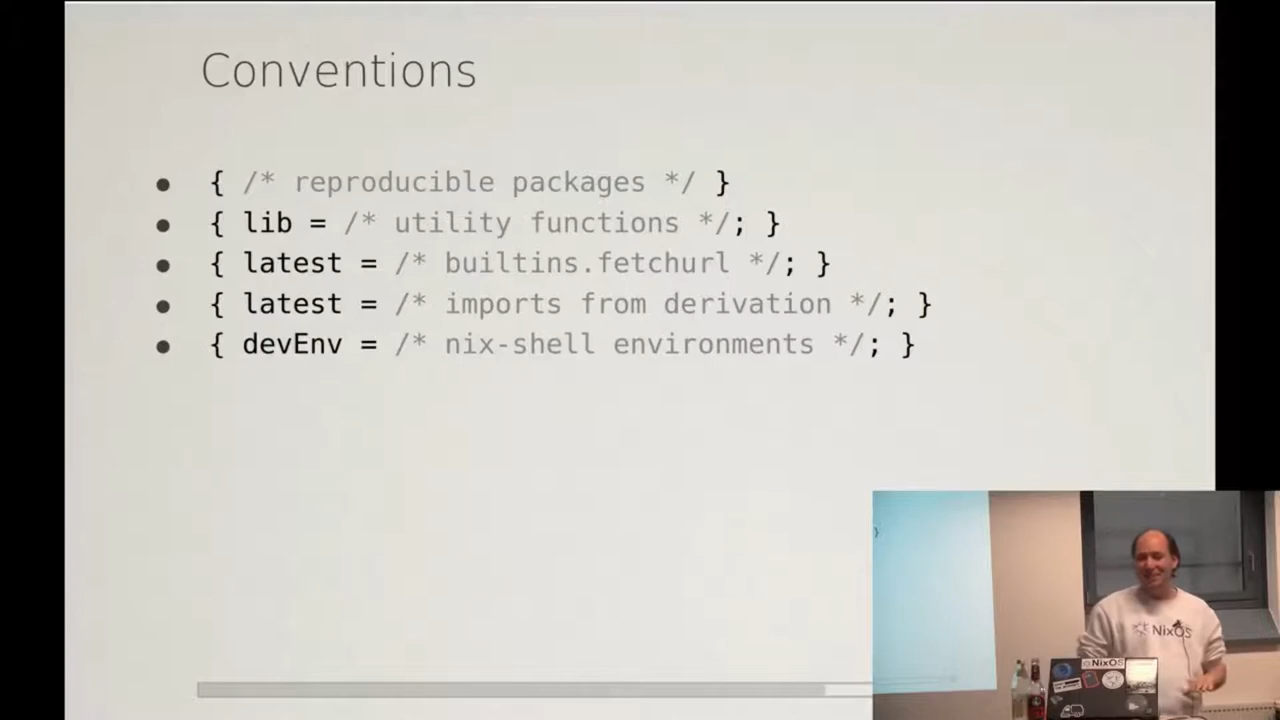 Conventions
● { /* reproducible packages */ }
● { lib = /* utility functions */; }
● { latest = /* builtins.fetchurl */; }
● { latest = /* imports from derivation */; }
● { devEnv = /* nix-shell environments */; }
}
NixOS
NixOS